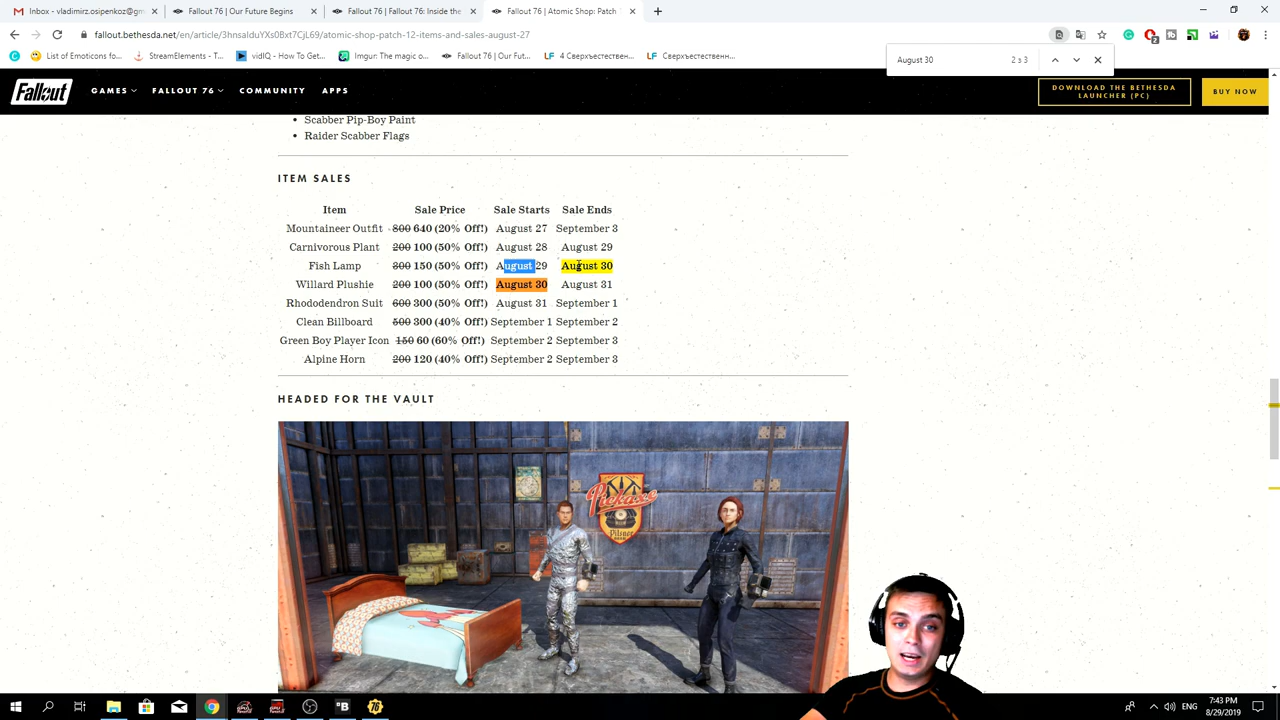 Inbox - vladimirz.osipenkoz@gm
Fallout 76 | Our Future Begins
Fallout 76 | Fallout 76: Inside the
Fallout 76 | Atomic Shop: Patch
fallout.bethesda.net/en/article/3hnsalduYXs0Bxt7CjL69/atomic-shop-patch-12-items-and-sales-august-27
List of Emoticons fo...
StreamElements - T...
vidIQ - How To Get...
Imgur: The magic o...
Fallout 76 | Our Fut...
4 Сверхъестествен...
Сверхъестествен...
August 30
2 з 3
Fallout
GAMES
FALLOUT 76
COMMUNITY
APPS
DOWNLOAD THE BETHESDA
LAUNCHER (PC)
BUY NOW
Scabber Pip-Boy Paint
Raider Scabber Flags
ITEM SALES
Item Sale Price Sale Starts Sale Ends
Mountaineer Outfit 800 640 (20% Off!) August 27 September 3
Carnivorous Plant 200 100 (50% Off!) August 28 August 29
Fish Lamp 300 150 (50% Off!) August 29 August 30
Willard Plushie 200 100 (50% Off!) August 30 August 31
Rhododendron Suit 600 300 (50% Off!) August 31 September 1
Clean Billboard 500 300 (40% Off!) September 1 September 2
Green Boy Player Icon 150 60 (60% Off!) September 2 September 3
Alpine Horn 200 120 (40% Off!) September 2 September 3
HEADED FOR THE VAULT
Pickaxe
Pilsner
ENG
7:43 PM
8/29/2019